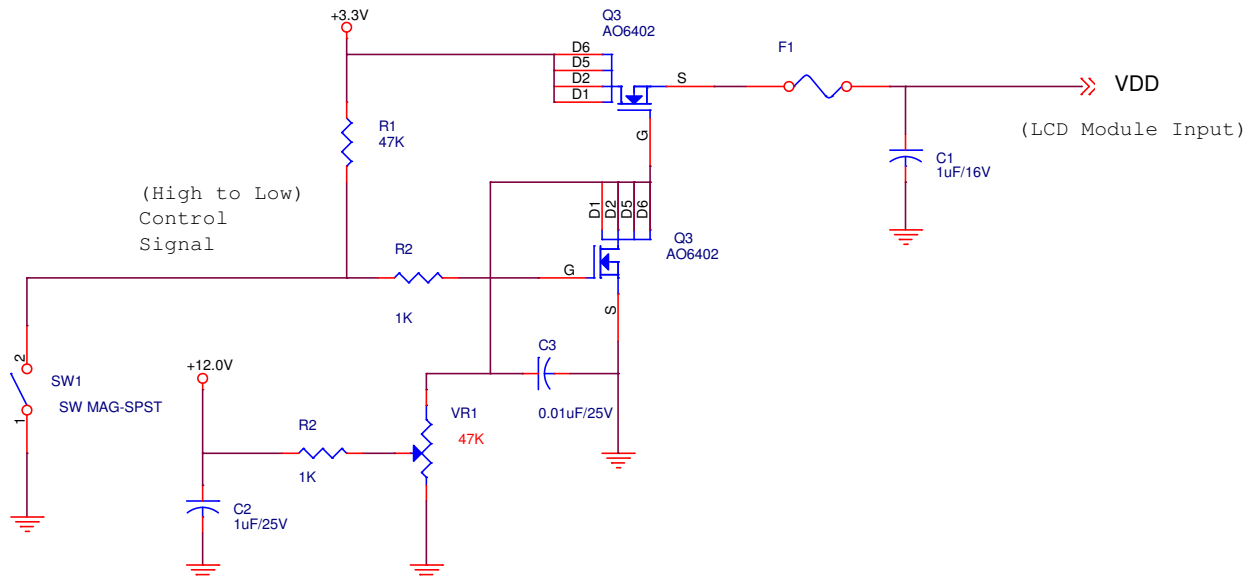 +3.3V
Q3
AO6402
D6
D5
D2
D1
S
G
F1
VDD
(LCD Module Input)
R1
47K
C1
1uF/16V
(High to Low)
Control
Signal
D1
D2
D5
D6
R2
1K
G
Q3
AO6402
S
2
1
SW1
SW MAG-SPST
+12.0V
C3
0.01uF/25V
R2
1K
VR1
47K
C2
1uF/25V